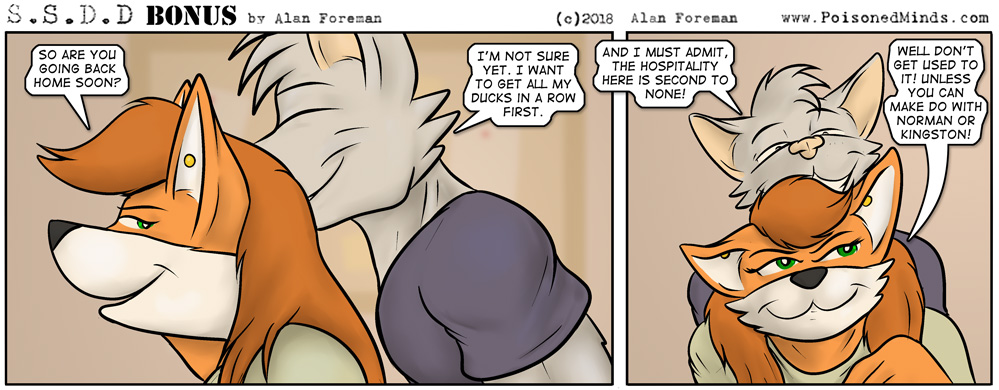 S.S.D.D BONUS by Alan Foreman (c)2018 Alan Foreman www.PoisonedMinds.com
SO ARE YOU
GOING BACK
HOME SOON?
I'M NOT SURE
YET. I WANT
TO GET ALL MY
DUCKS IN A ROW
FIRST.
AND I MUST ADMIT,
THE HOSPITALITY
HERE IS SECOND TO
NONE!
WELL DON'T
GET USED TO
IT! UNLESS
YOU CAN
MAKE DO WITH
NORMAN OR
KINGSTON!